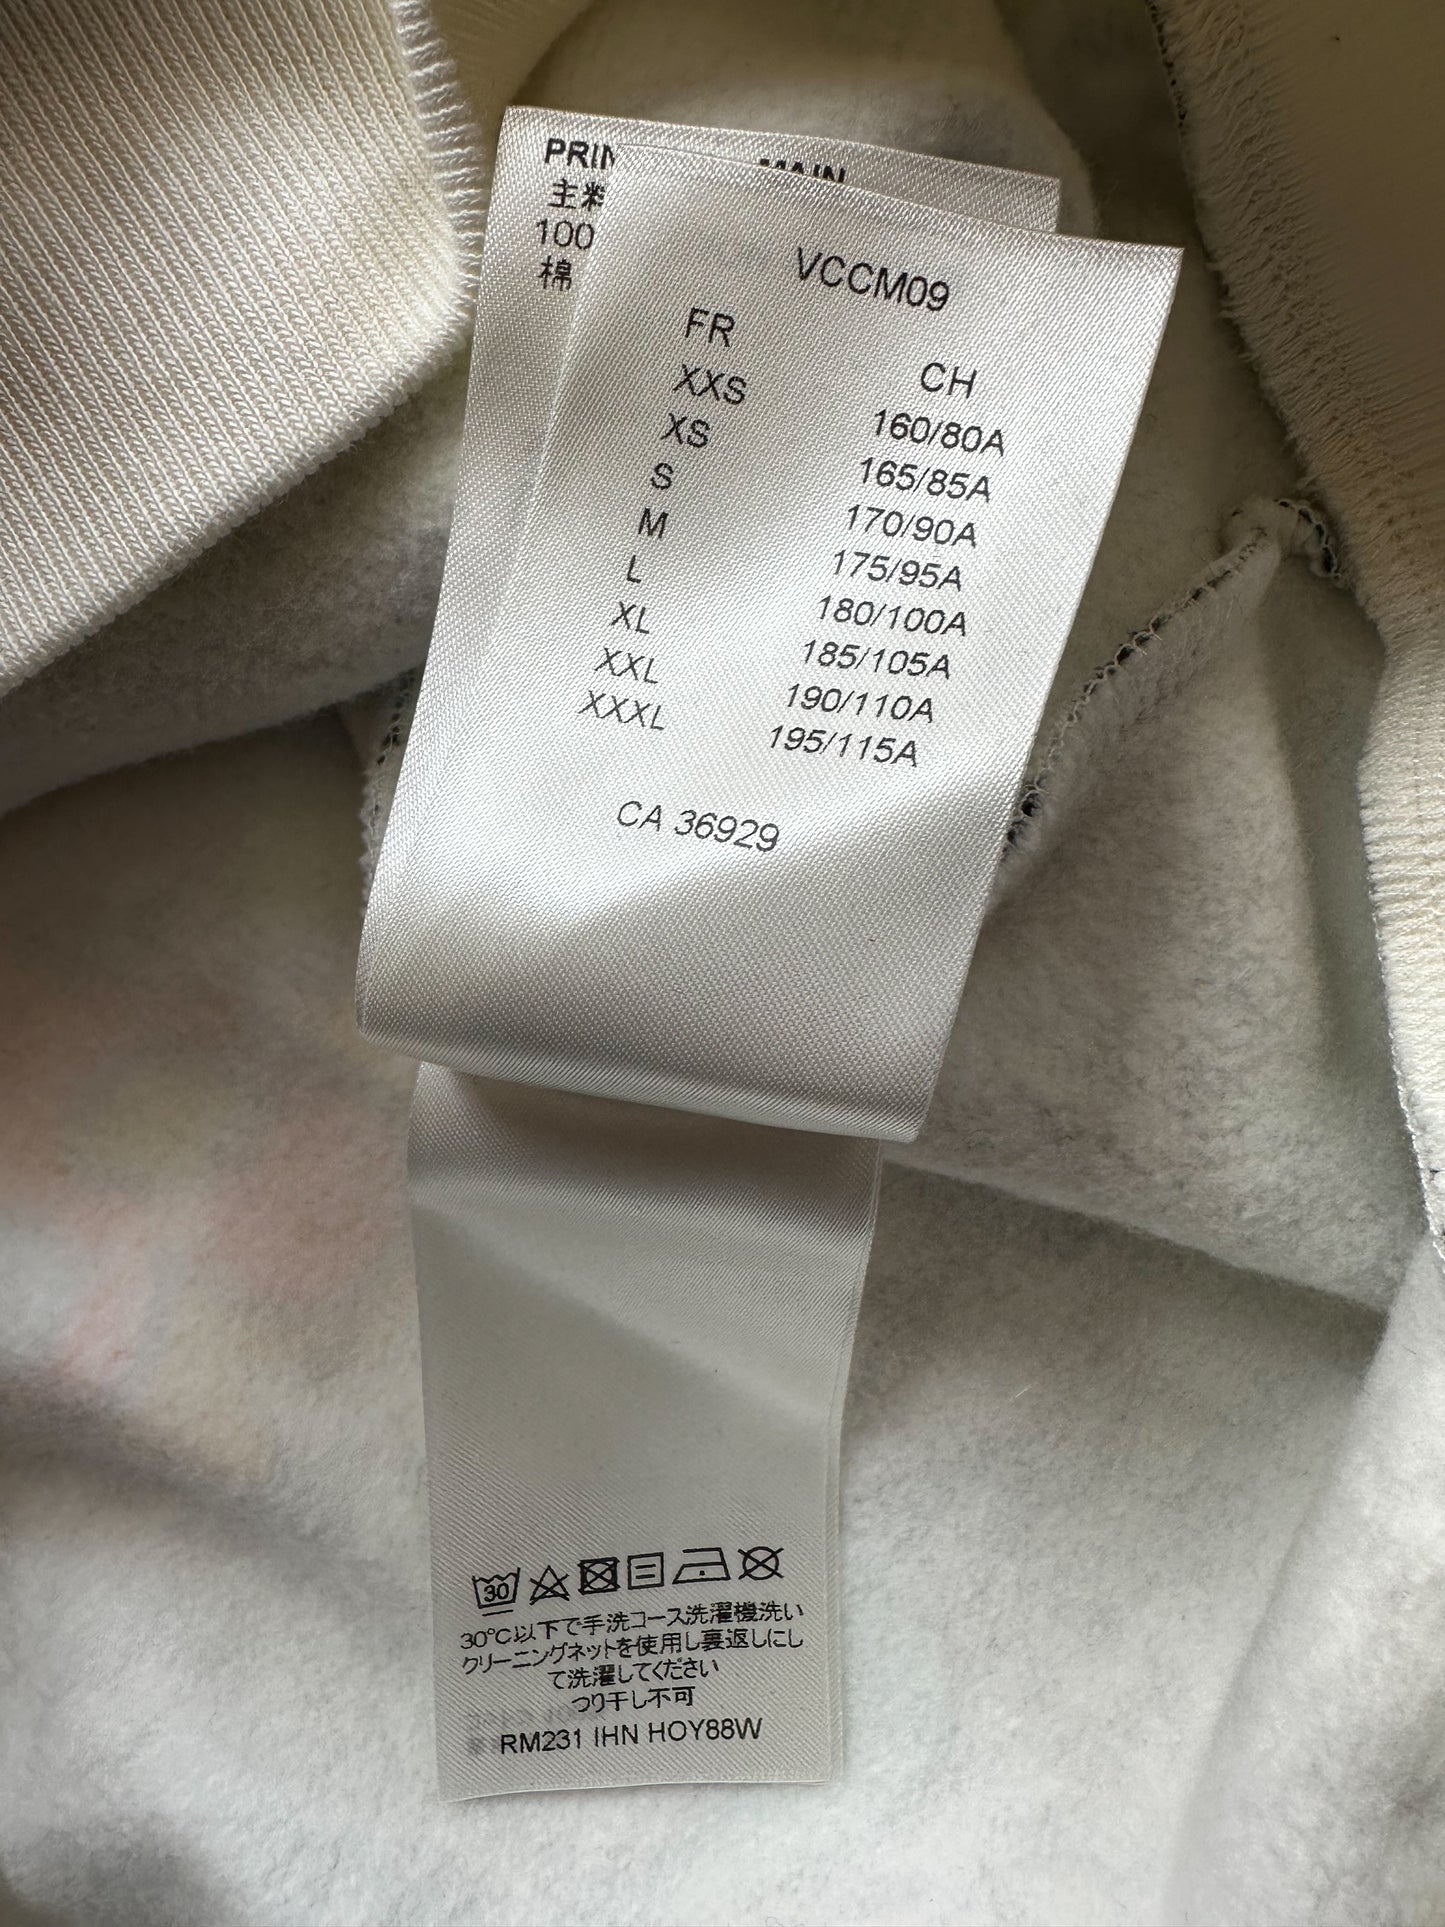 MAIN
主料
100
棉
VCCM09
FR CH
XXS 160/80A
XS 165/85A
S 170/90A
M 175/95A
L 180/100A
XL 185/105A
XXL 190/110A
XXXL 195/115A
CA 36929
30
30℃以下で手洗コース洗濯機洗い
クリーニングネットを使用し裏返しにし
て洗濯してください
つり干し不可
RM231 IHN HOY88W